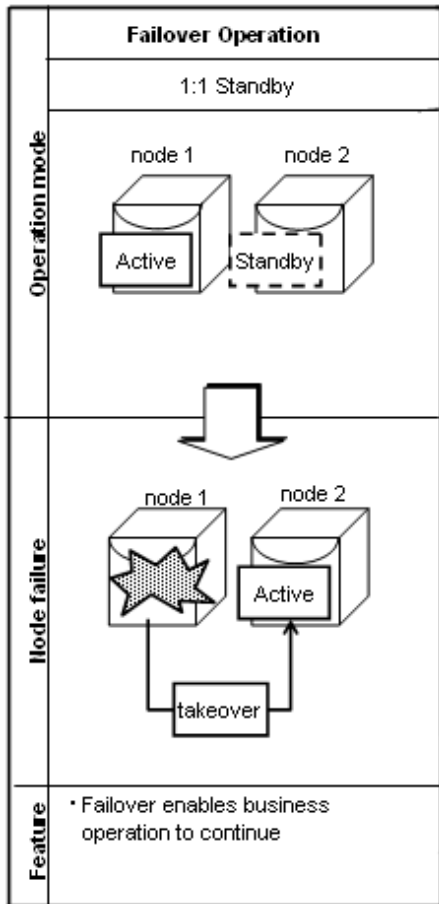 Failover Operation
1:1 Standby
Operation mode
node 1
node 2
Active
Standby
Node failure
node 1
node 2
Active
takeover
Feature
・Failover enables business
operation to continue